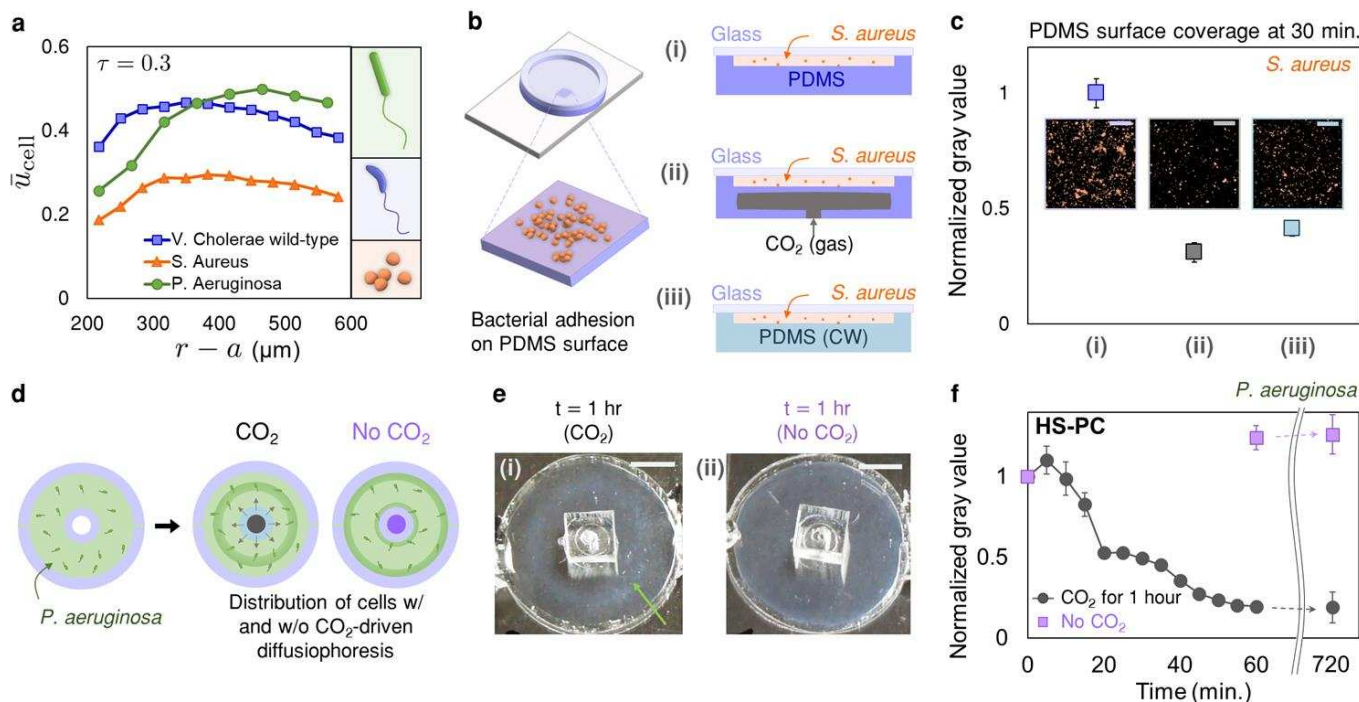 a
0.6
0.4
0.2
0
τ = 0.3
ūcell
V. Cholerae wild-type
S. Aureus
P. Aeruginosa
200 300 400 500 600
r − a (μm)
b
Bacterial adhesion
on PDMS surface
(i)
Glass
S. aureus
PDMS
(ii)
S. aureus
CO₂ (gas)
(iii)
Glass
S. aureus
PDMS (CW)
c
PDMS surface coverage at 30 min.
S. aureus
Normalized gray value
1
0.5
0
(i) (ii) (iii)
d
CO₂
No CO₂
P. aeruginosa
Distribution of cells w/
and w/o CO₂-driven
diffusiophoresis
e
t = 1 hr
(CO₂)
(i)
t = 1 hr
(No CO₂)
(ii)
f
P. aeruginosa
HS-PC
Normalized gray value
1
0.5
0
CO₂ for 1 hour
No CO₂
0 20 40 60 720
Time (min.)